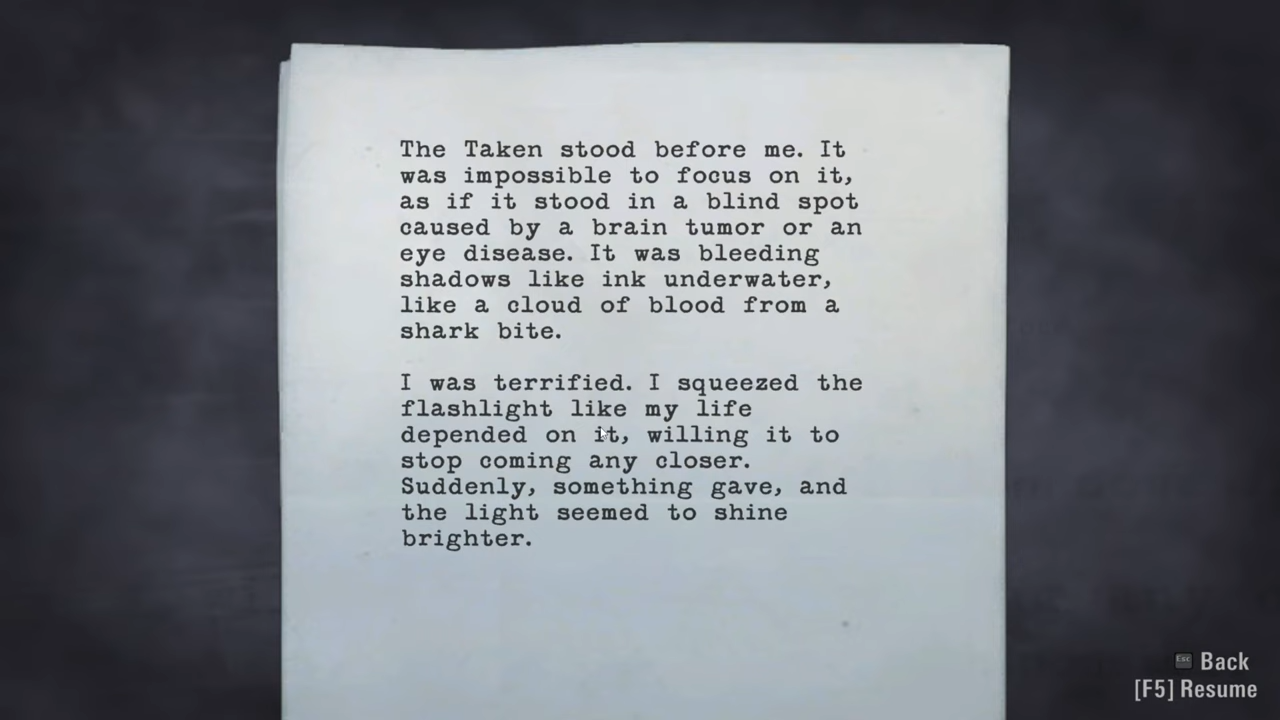 The Taken stood before me. It
was impossible to focus on it,
as if it stood in a blind spot
caused by a brain tumor or an
eye disease. It was bleeding
shadows like ink underwater,
like a cloud of blood from a
shark bite.
I was terrified. I squeezed the
flashlight like my life
depended on it, willing it to
stop coming any closer.
Suddenly, something gave, and
the light seemed to shine
brighter.
Esc Back
[F5] Resume